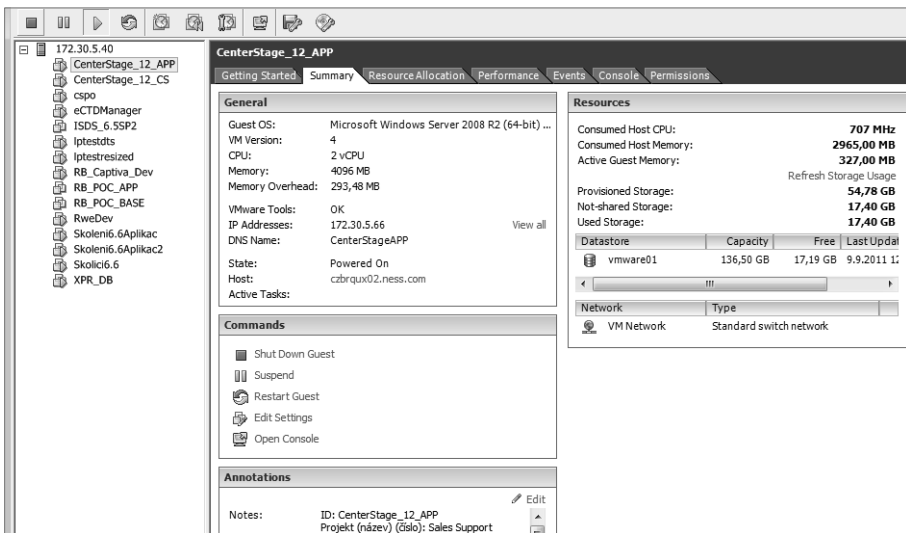 172.30.5.40
CenterStage_12_APP
CenterStage_12_CS
cspo
eCTDManager
ISDS_6.5SP2
lptestdts
lptestresized
RB_Captiva_Dev
RB_POC_APP
RB_POC_BASE
RweDev
Skoleni6.6Aplikac
Skoleni6.6Aplikac2
Skolici6.6
XPR_DB
CenterStage_12_APP
Getting Started Summary Resource Allocation Performance Events Console Permissions
General
Guest OS: Microsoft Windows Server 2008 R2 (64-bit) ...
VM Version: 4
CPU: 2 vCPU
Memory: 4096 MB
Memory Overhead: 293,48 MB
VMware Tools: OK
IP Addresses: 172.30.5.66 View all
DNS Name: CenterStageAPP
State: Powered On
Host: czbrqux02.ness.com
Active Tasks:
Commands
Shut Down Guest
Suspend
Restart Guest
Edit Settings
Open Console
Annotations
Edit
Notes: ID: CenterStage_12_APP
Projekt (název) (číslo): Sales Support
Resources
Consumed Host CPU: 707 MHz
Consumed Host Memory: 2965,00 MB
Active Guest Memory: 327,00 MB
Refresh Storage Usage
Provisioned Storage: 54,78 GB
Not-shared Storage: 17,40 GB
Used Storage: 17,40 GB
Datastore Capacity Free Last Updat
vmware01 136,50 GB 17,19 GB 9.9.2011 12
Network Type
VM Network Standard switch network